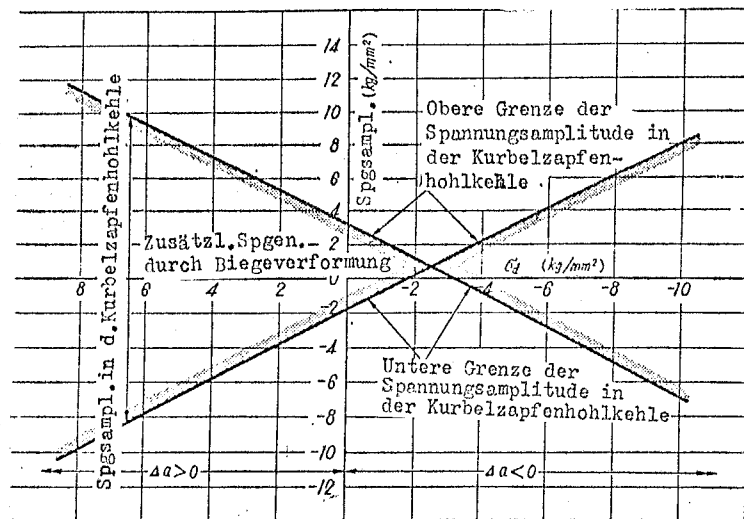 14
12
10
8
6
4
2
0
-2
-4
-6
-8
-10
-12
Spgsampl.(kg/mm²)
Spgsampl.in d.Kurbelzapfenhohlkehle
Obere Grenze der
Spannungsamplitude in
der Kurbelzapfen-
hohlkehle
Zusätzl.Spgen.
durch Biegeverformung
σd (kg/mm²)
8 6 4 2 0 -2 -4 -6 -8 -10
Untere Grenze der
Spannungsamplitude in
der Kurbelzapfenhohlkehle
Δa>0
Δa<0